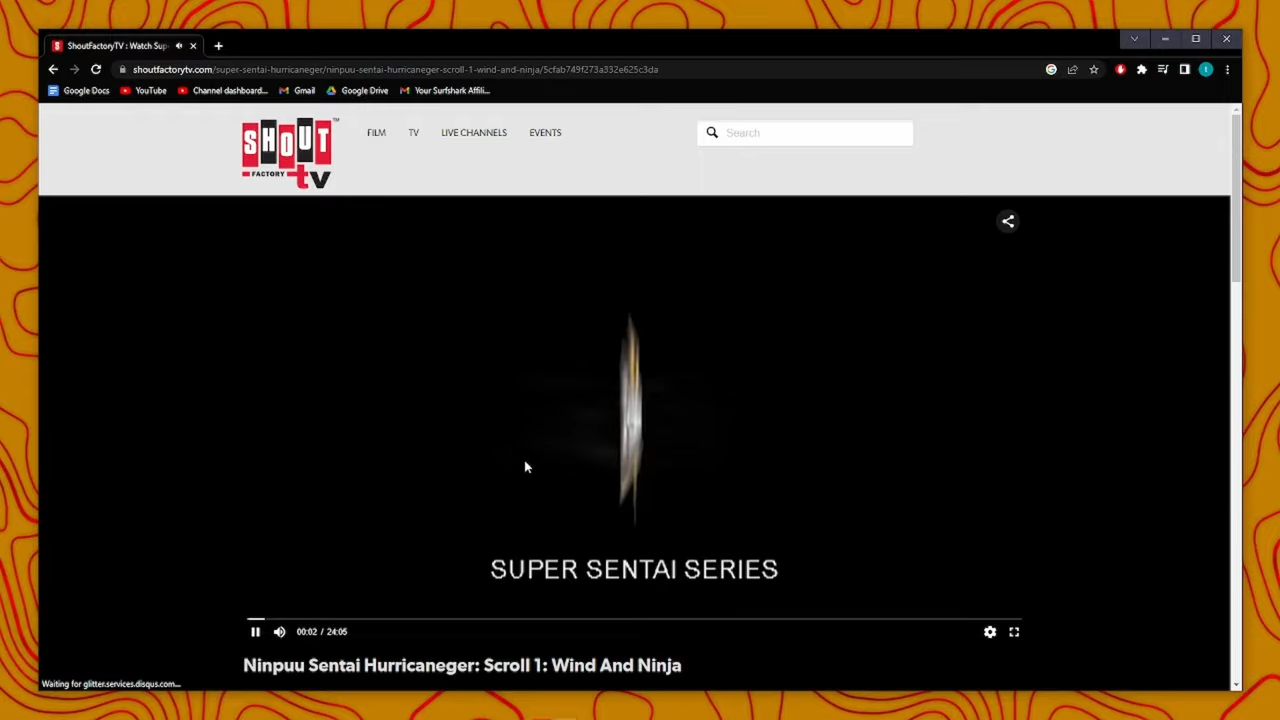 ShoutFactoryTV : Watch Sup
shoutfactorytv.com/super-sentai-hurricaneger/ninpuu-sentai-hurricaneger-scroll-1-wind-and-ninja/5cfab749f273a332e625c3da
Google Docs YouTube Channel dashboard... Gmail Google Drive Your Surfshark Affili...
SHOUT™
FACTORY tv
FILM TV LIVE CHANNELS EVENTS Search
SUPER SENTAI SERIES
00:02 / 24:05
Ninpuu Sentai Hurricaneger: Scroll 1: Wind And Ninja
Waiting for glitter.services.disqus.com...